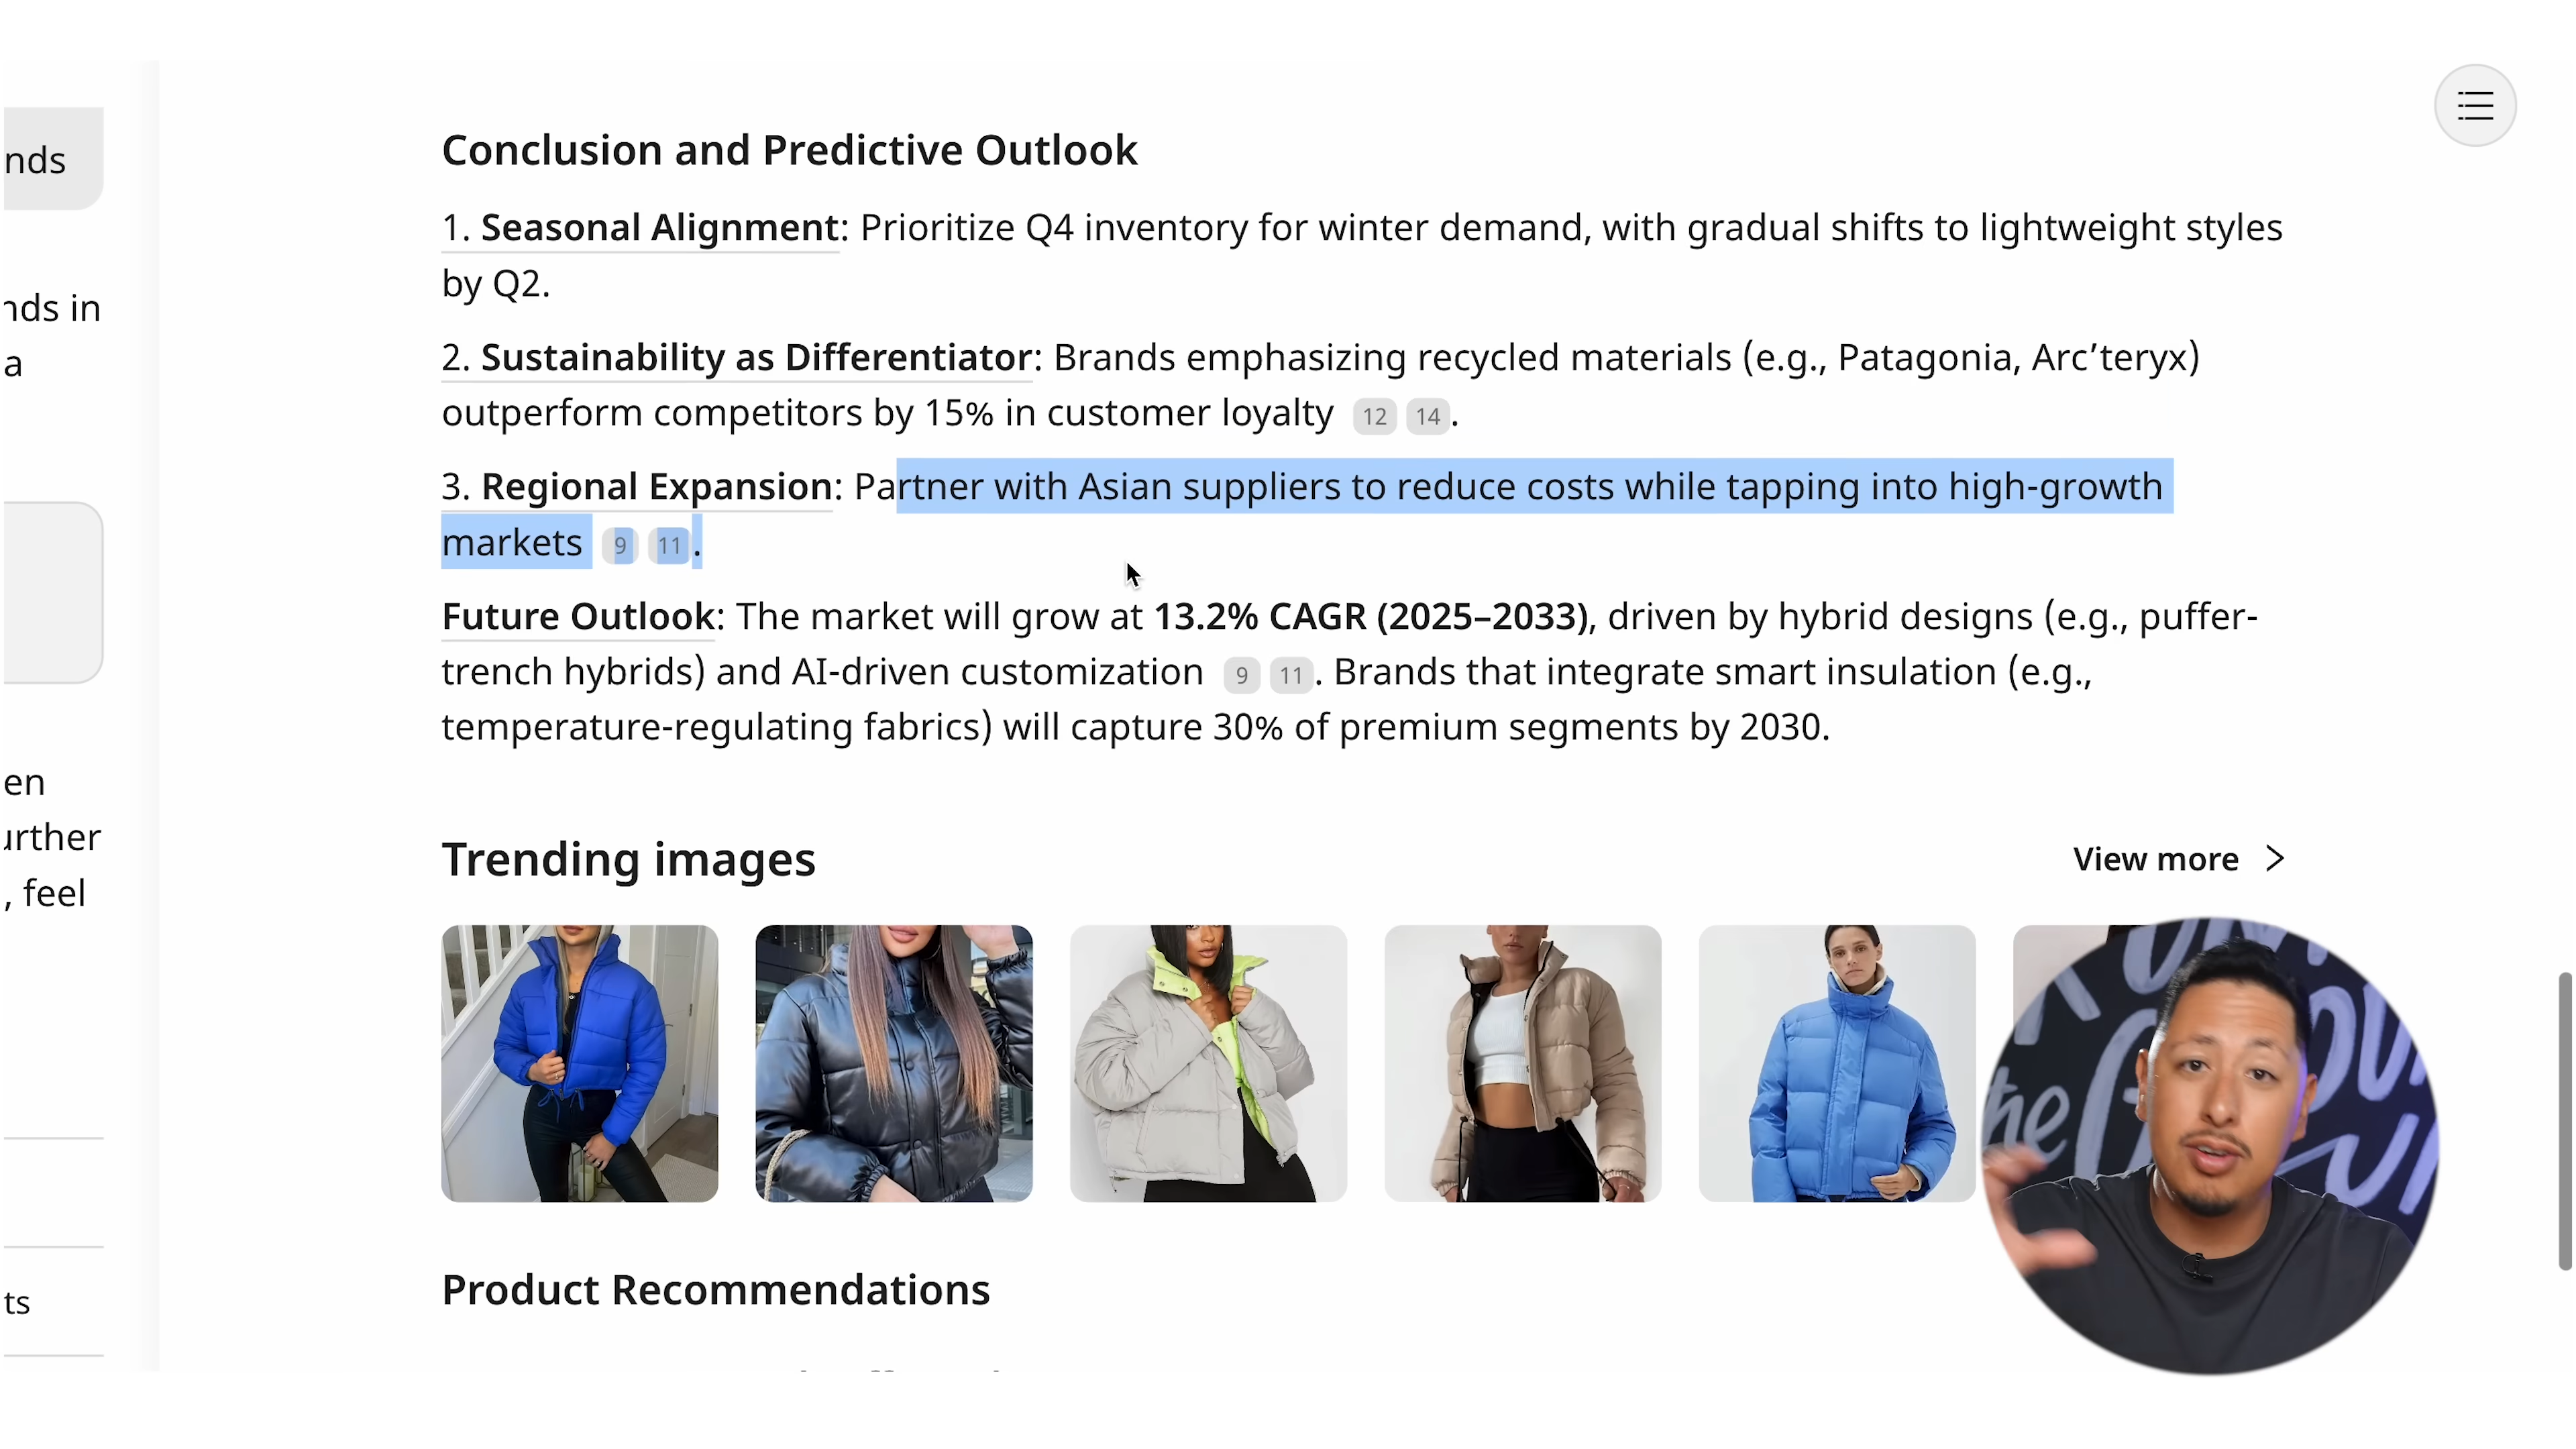 nds
nds in
a
en
urther
, feel
ts
Conclusion and Predictive Outlook
1. Seasonal Alignment: Prioritize Q4 inventory for winter demand, with gradual shifts to lightweight styles
by Q2.
2. Sustainability as Differentiator: Brands emphasizing recycled materials (e.g., Patagonia, Arc’teryx)
outperform competitors by 15% in customer loyalty 12 14.
3. Regional Expansion: Partner with Asian suppliers to reduce costs while tapping into high-growth
markets 9 11.
Future Outlook: The market will grow at 13.2% CAGR (2025–2033), driven by hybrid designs (e.g., puffer-
trench hybrids) and AI-driven customization 9 11. Brands that integrate smart insulation (e.g.,
temperature-regulating fabrics) will capture 30% of premium segments by 2030.
Trending images
View more
the
Product Recommendations